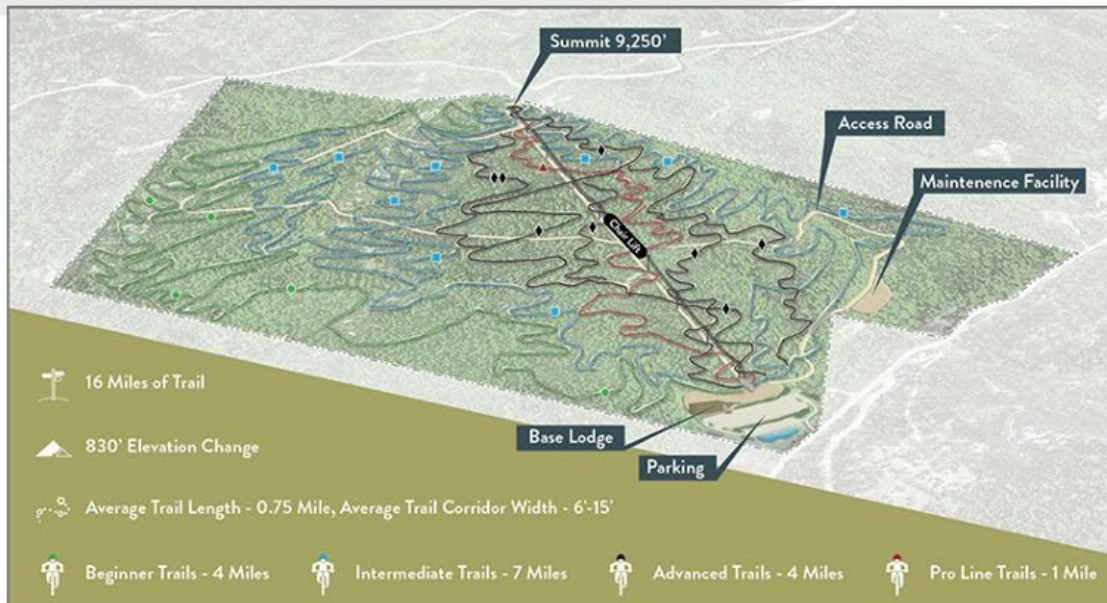 Summit 9,250'
Access Road
Maintenence Facility
Chair Lift
Base Lodge
Parking
16 Miles of Trail
830' Elevation Change
Average Trail Length - 0.75 Mile, Average Trail Corridor Width - 6'-15'
Beginner Trails - 4 Miles
Intermediate Trails - 7 Miles
Advanced Trails - 4 Miles
Pro Line Trails - 1 Mile